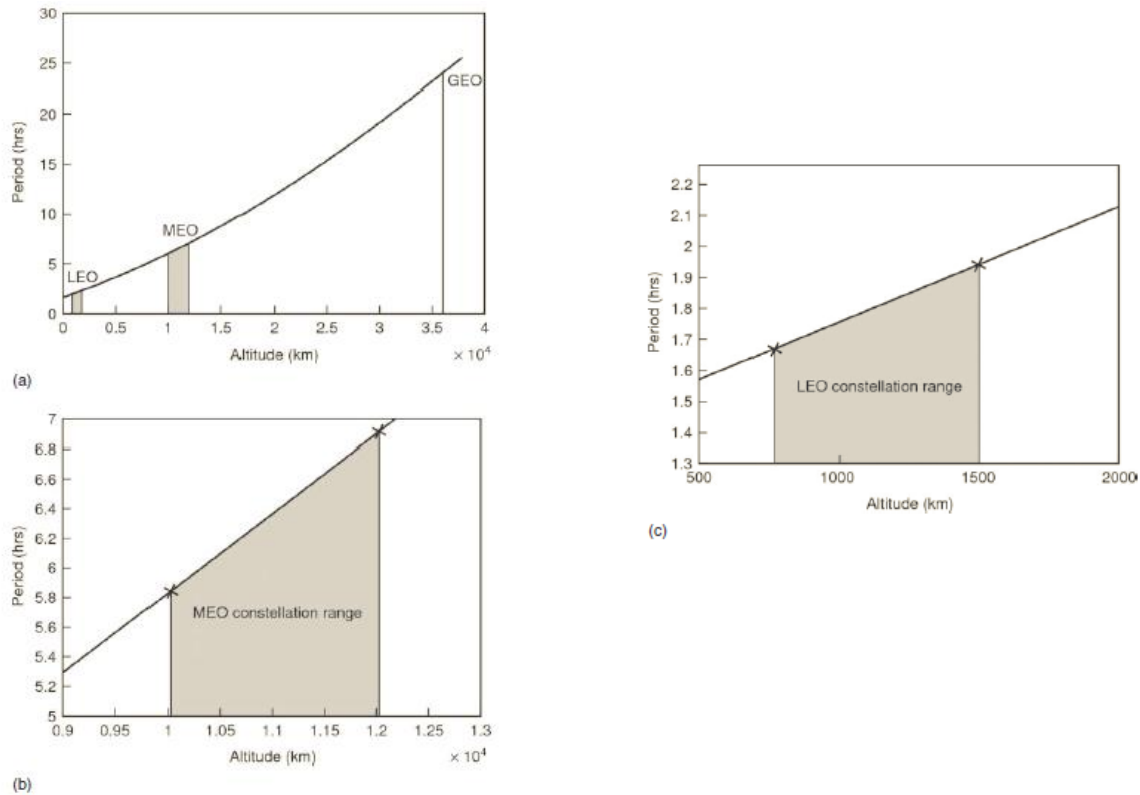 30
25
20
15
10
5
0
Period (hrs)
LEO
MEO
GEO
0 0.5 1 1.5 2 2.5 3 3.5 4
Altitude (km)
× 10⁴
(a)
7
6.8
6.6
6.4
6.2
6
5.8
5.6
5.4
5.2
5
Period (hrs)
MEO constellation range
0.9 0.95 1 1.05 1.1 1.15 1.2 1.25 1.3
Altitude (km)
× 10⁴
(b)
2.2
2.1
2
1.9
1.8
1.7
1.6
1.5
1.4
1.3
Period (hrs)
LEO constellation range
500 1000 1500 2000
Altitude (km)
(c)